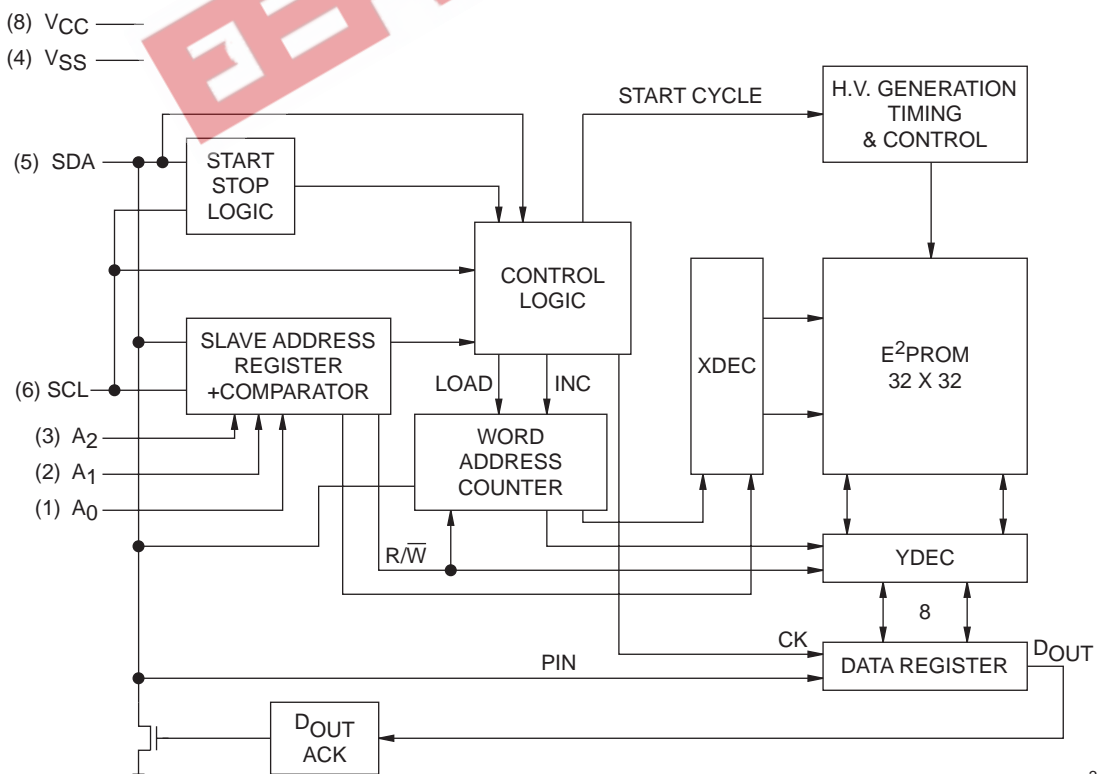 (8) VCC
(4) VSS
START CYCLE
H.V. GENERATION
TIMING
& CONTROL
(5) SDA
START
STOP
LOGIC
CONTROL
LOGIC
XDEC
E2PROM
32 X 32
SLAVE ADDRESS
REGISTER
+COMPARATOR
(6) SCL
LOAD
INC
(3) A2
(2) A1
(1) A0
WORD
ADDRESS
COUNTER
R/W̅
YDEC
8
CK
PIN
DATA REGISTER
DOUT
DOUT
ACK